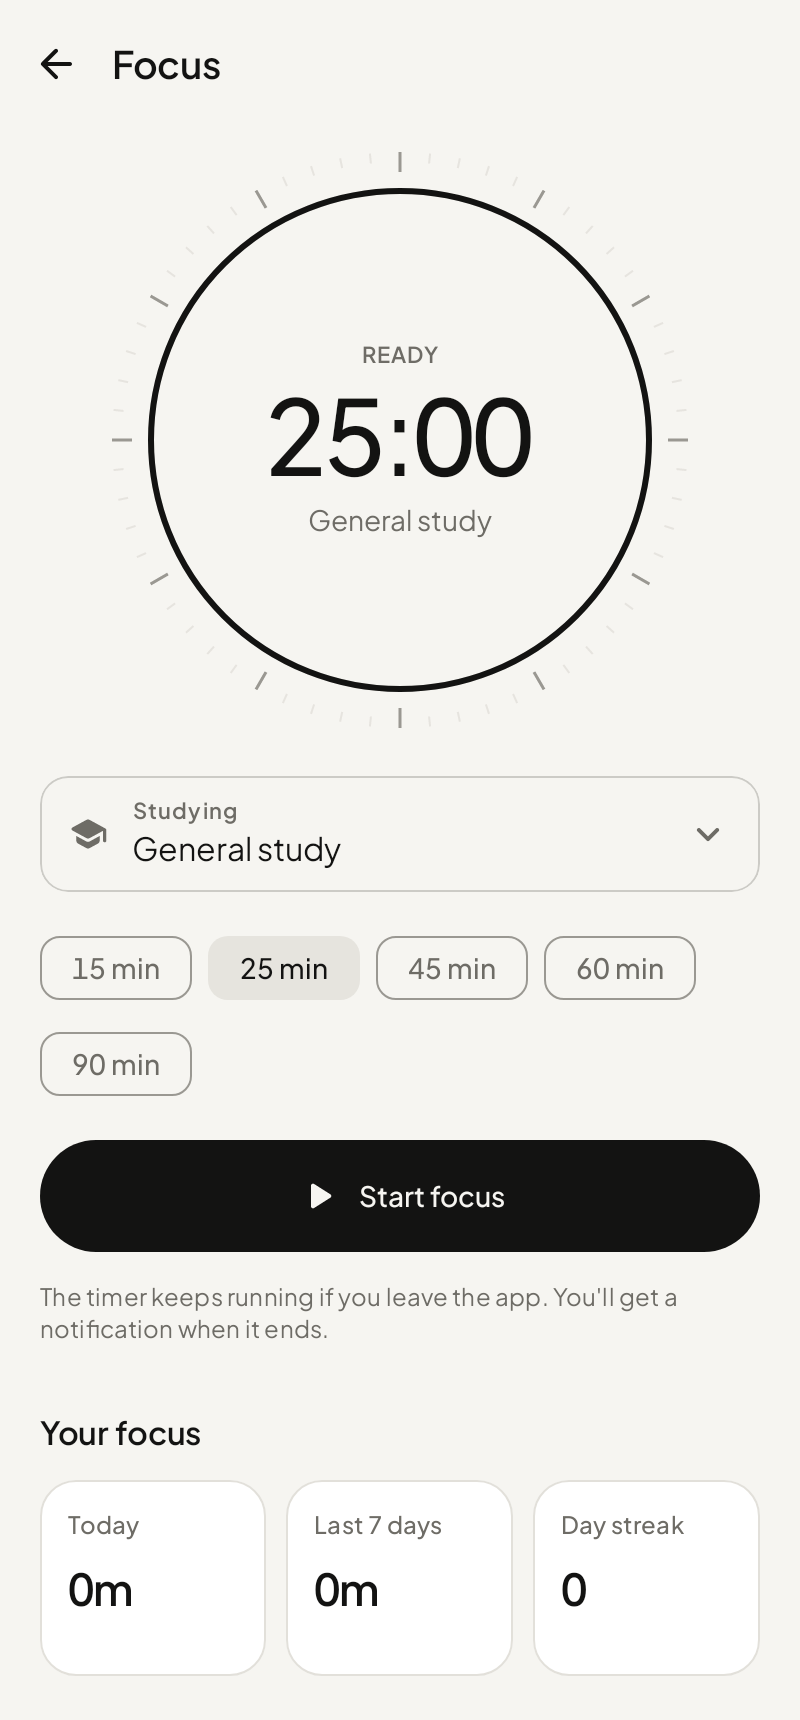 Focus
READY
25:00
General study
Studying
General study
15 min
25 min
45 min
60 min
90 min
Start focus
The timer keeps running if you leave the app. You'll get a
notification when it ends.
Your focus
Today
Last 7 days
Day streak
0m
0m
0